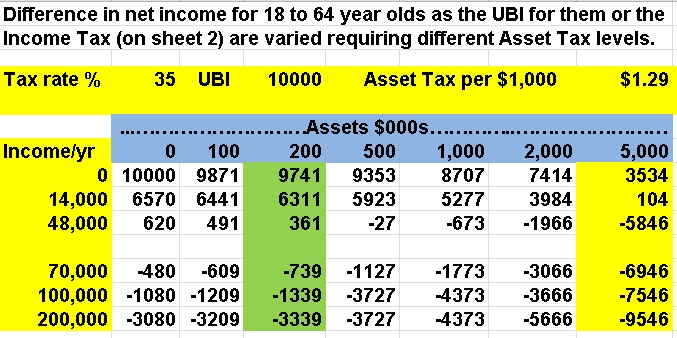 Difference in net income for 18 to 64 year olds as the UBI for them or the
Income Tax (on sheet 2) are varied requiring different Asset Tax levels.
Tax rate % 35 UBI 10000 Asset Tax per $1,000 $1.29
...............................Assets $000s........................................
Income/yr 0 100 200 500 1,000 2,000 5,000
0 10000 9871 9741 9353 8707 7414 3534
14,000 6570 6441 6311 5923 5277 3984 104
48,000 620 491 361 -27 -673 -1966 -5846
70,000 -480 -609 -739 -1127 -1773 -3066 -6946
100,000 -1080 -1209 -1339 -3727 -4373 -3666 -7546
200,000 -3080 -3209 -3339 -3727 -4373 -5666 -9546